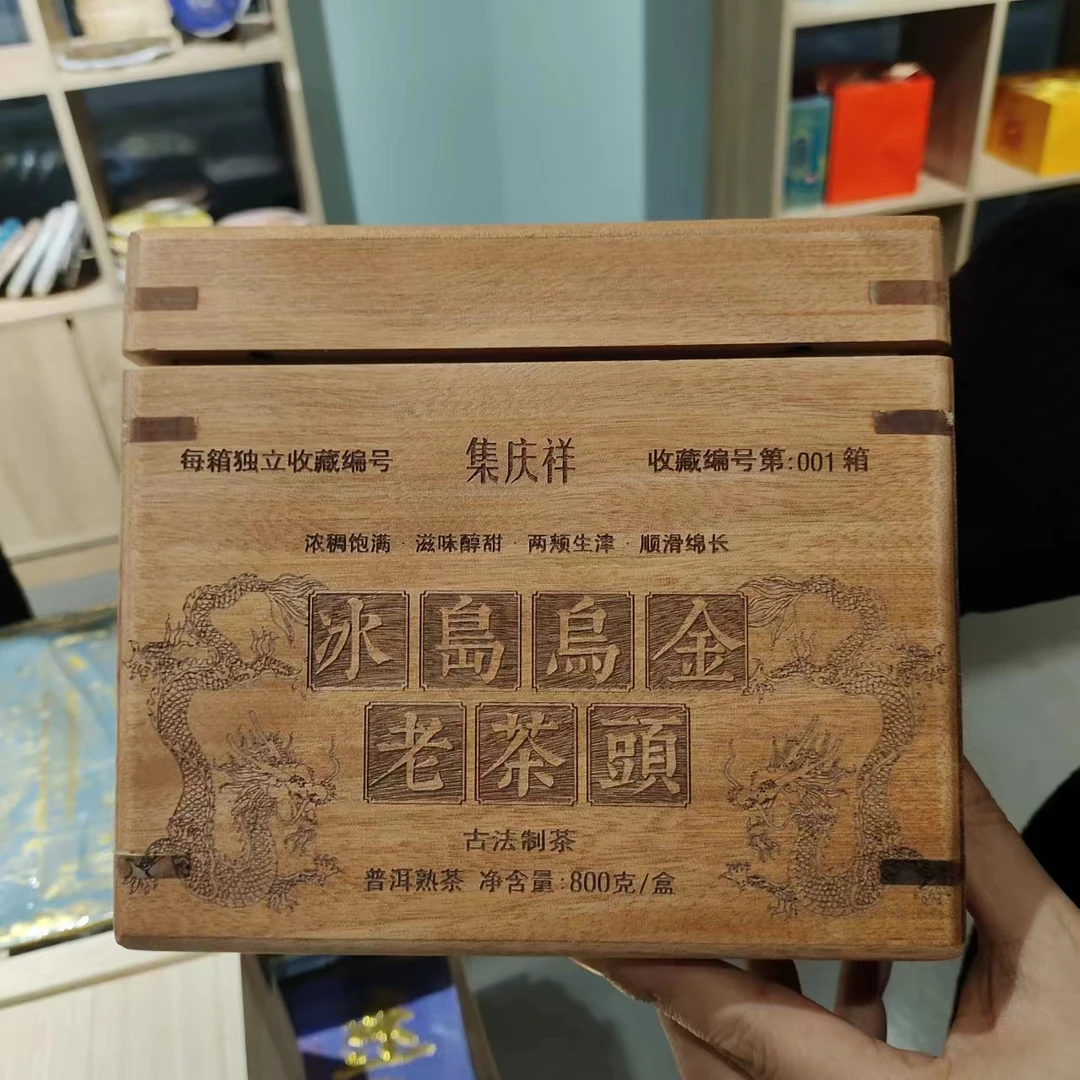 每箱独立收藏编号 集庆祥 收藏编号第:001箱
浓稠饱满·滋味醇甜·两颊生津·顺滑绵长
冰島烏金
老茶頭
古法制茶
普洱熟茶 净含量:800克/盒